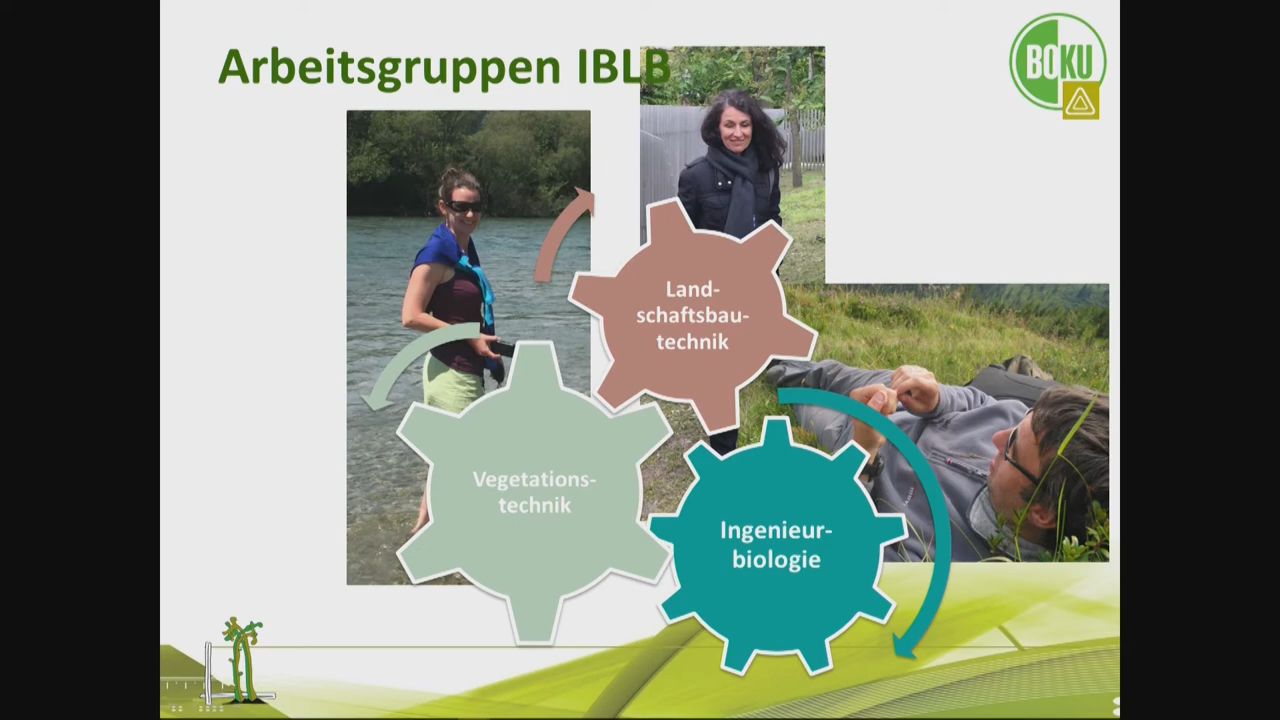 Arbeitsgruppen IBLB
BOKU
Land-
schaftsbau-
technik
Vegetations-
technik
Ingenieur-
biologie